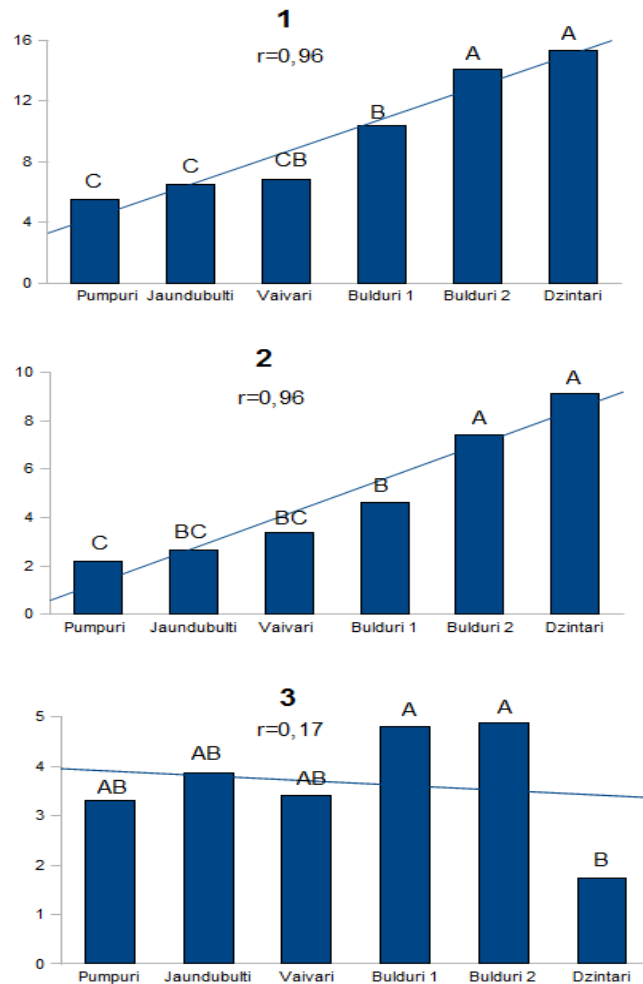 1
r=0,96
16
12
8
4
0
C C CB B A A
Pumpuri Jaundubulti Vaivari Bulduri 1 Bulduri 2 Dzintari
2
r=0,96
10
8
6
4
2
0
C BC BC B A A
Pumpuri Jaundubulti Vaivari Bulduri 1 Bulduri 2 Dzintari
3
r=0,17
5
4
3
2
1
0
AB AB AB A A B
Pumpuri Jaundubulti Vaivari Bulduri 1 Bulduri 2 Dzintari